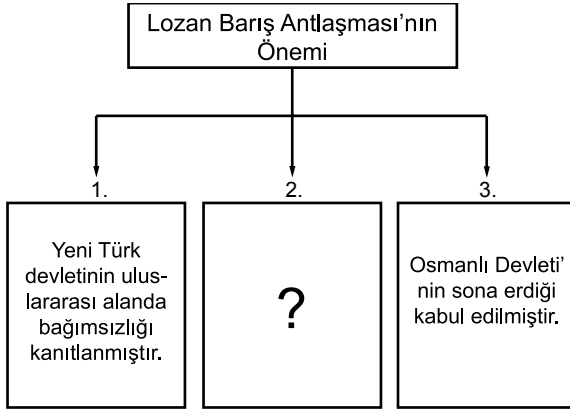 Lozan Barış Antlaşması'nın
Önemi
1.
Yeni Türk
devletinin ulus-
lararası alanda
bağımsızlığı
kanıtlanmıştır.
2.
?
3.
Osmanlı Devleti'
nin sona erdiği
kabul edilmiştir.